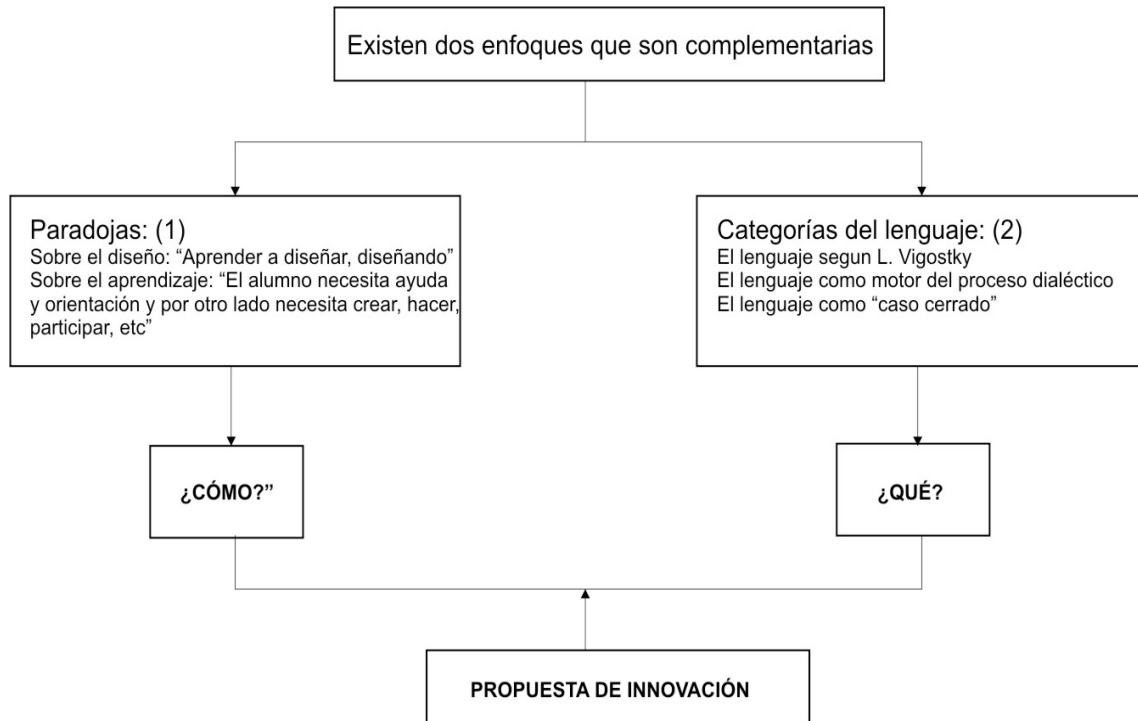 Existen dos enfoques que son complementarias
Paradojas: (1)
Sobre el diseño: “Aprender a diseñar, diseñando”
Sobre el aprendizaje: “El alumno necesita ayuda
y orientación y por otro lado necesita crear, hacer,
participar, etc”
Categorías del lenguaje: (2)
El lenguaje segun L. Vigostky
El lenguaje como motor del proceso dialéctico
El lenguaje como “caso cerrado”
¿CÓMO?”
¿QUÉ?
PROPUESTA DE INNOVACIÓN